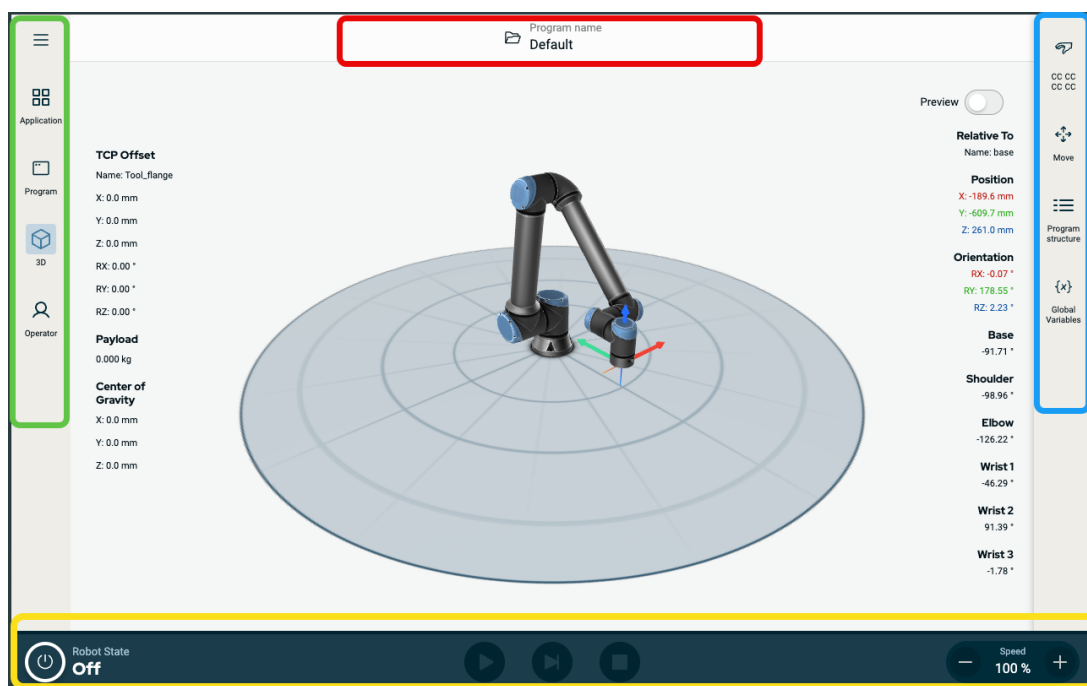 Program name
Default
Application
Program
3D
Operator
TCP Offset
Name: Tool_flange
X: 0.0 mm
Y: 0.0 mm
Z: 0.0 mm
RX: 0.00 °
RY: 0.00 °
RZ: 0.00 °
Payload
0.000 kg
Center of
Gravity
X: 0.0 mm
Y: 0.0 mm
Z: 0.0 mm
Preview
Relative To
Name: base
Position
X: -189.6 mm
Y: -609.7 mm
Z: 261.0 mm
Orientation
RX: -0.07 °
RY: 178.55 °
RZ: 2.23 °
Base
-91.71 °
Shoulder
-98.96 °
Elbow
-126.22 °
Wrist 1
-46.29 °
Wrist 2
91.39 °
Wrist 3
-1.78 °
CC CC
CC CC
Move
Program
structure
{x}
Global
Variables
Robot State
Off
Speed
100 %